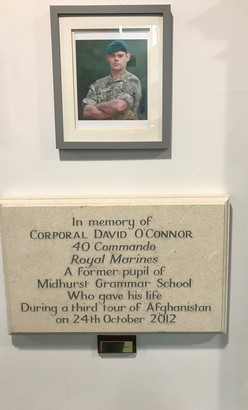 In memory of
CORPORAL DAVID O'CONNOR
40 Commando
Royal Marines
A former pupil of
Midhurst Grammar School
Who gave his life
During a third tour of Afghanistan
on 24th October 2012